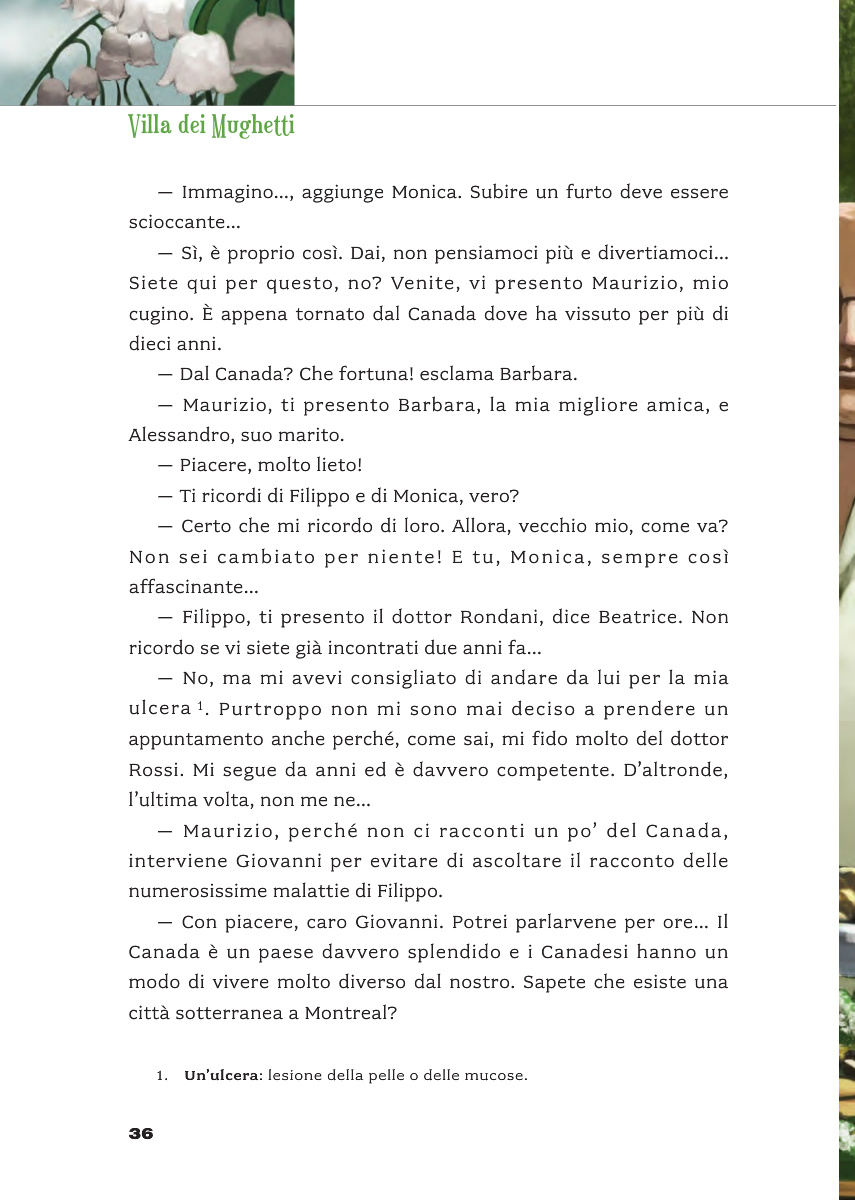 Villa dei Mughetti
— Immagino..., aggiunge Monica. Subire un furto deve essere
scioccante...
— Sì, è proprio così. Dai, non pensiamoci più e divertiamoci...
Siete qui per questo, no? Venite, vi presento Maurizio, mio
cugino. È appena tornato dal Canada dove ha vissuto per più di
dieci anni.
— Dal Canada? Che fortuna! esclama Barbara.
— Maurizio, ti presento Barbara, la mia migliore amica, e
Alessandro, suo marito.
— Piacere, molto lieto!
— Ti ricordi di Filippo e di Monica, vero?
— Certo che mi ricordo di loro. Allora, vecchio mio, come va?
Non sei cambiato per niente! E tu, Monica, sempre così
affascinante...
— Filippo, ti presento il dottor Rondani, dice Beatrice. Non
ricordo se vi siete già incontrati due anni fa...
— No, ma mi avevi consigliato di andare da lui per la mia
ulcera ¹. Purtroppo non mi sono mai deciso a prendere un
appuntamento anche perché, come sai, mi fido molto del dottor
Rossi. Mi segue da anni ed è davvero competente. D’altronde,
l’ultima volta, non me ne...
— Maurizio, perché non ci racconti un po’ del Canada,
interviene Giovanni per evitare di ascoltare il racconto delle
numerosissime malattie di Filippo.
— Con piacere, caro Giovanni. Potrei parlarvene per ore... Il
Canada è un paese davvero splendido e i Canadesi hanno un
modo di vivere molto diverso dal nostro. Sapete che esiste una
città sotterranea a Montreal?
1. Un’ulcera: lesione della pelle o delle mucose.
36